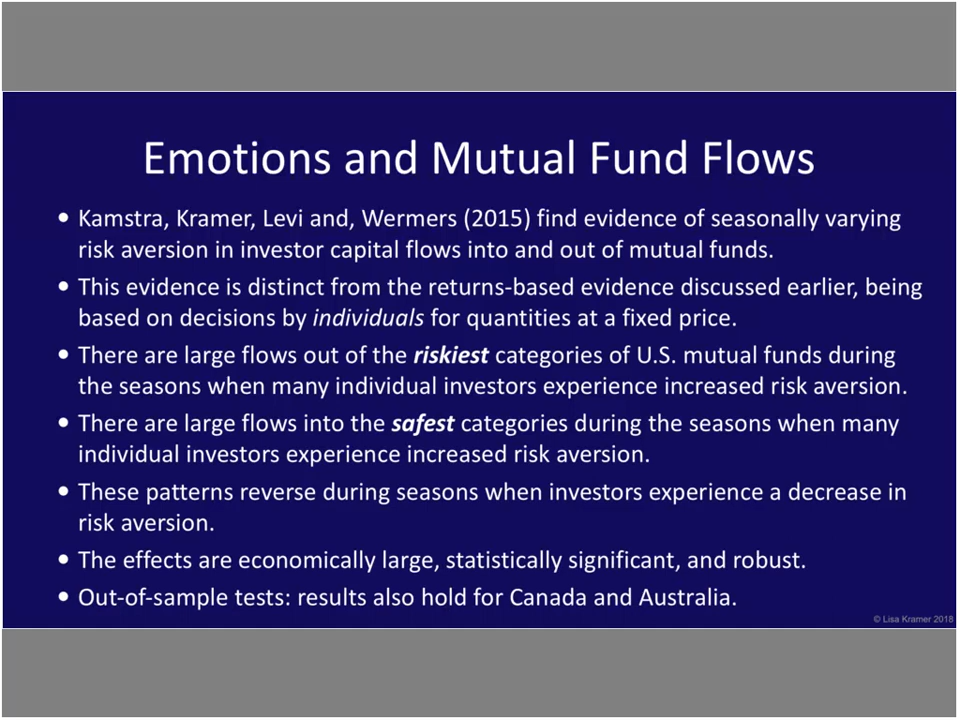 Emotions and Mutual Fund Flows
• Kamstra, Kramer, Levi and, Wermers (2015) find evidence of seasonally varying
risk aversion in investor capital flows into and out of mutual funds.
• This evidence is distinct from the returns-based evidence discussed earlier, being
based on decisions by individuals for quantities at a fixed price.
• There are large flows out of the riskiest categories of U.S. mutual funds during
the seasons when many individual investors experience increased risk aversion.
• There are large flows into the safest categories during the seasons when many
individual investors experience increased risk aversion.
• These patterns reverse during seasons when investors experience a decrease in
risk aversion.
• The effects are economically large, statistically significant, and robust.
• Out-of-sample tests: results also hold for Canada and Australia.
© Lisa Kramer 2018